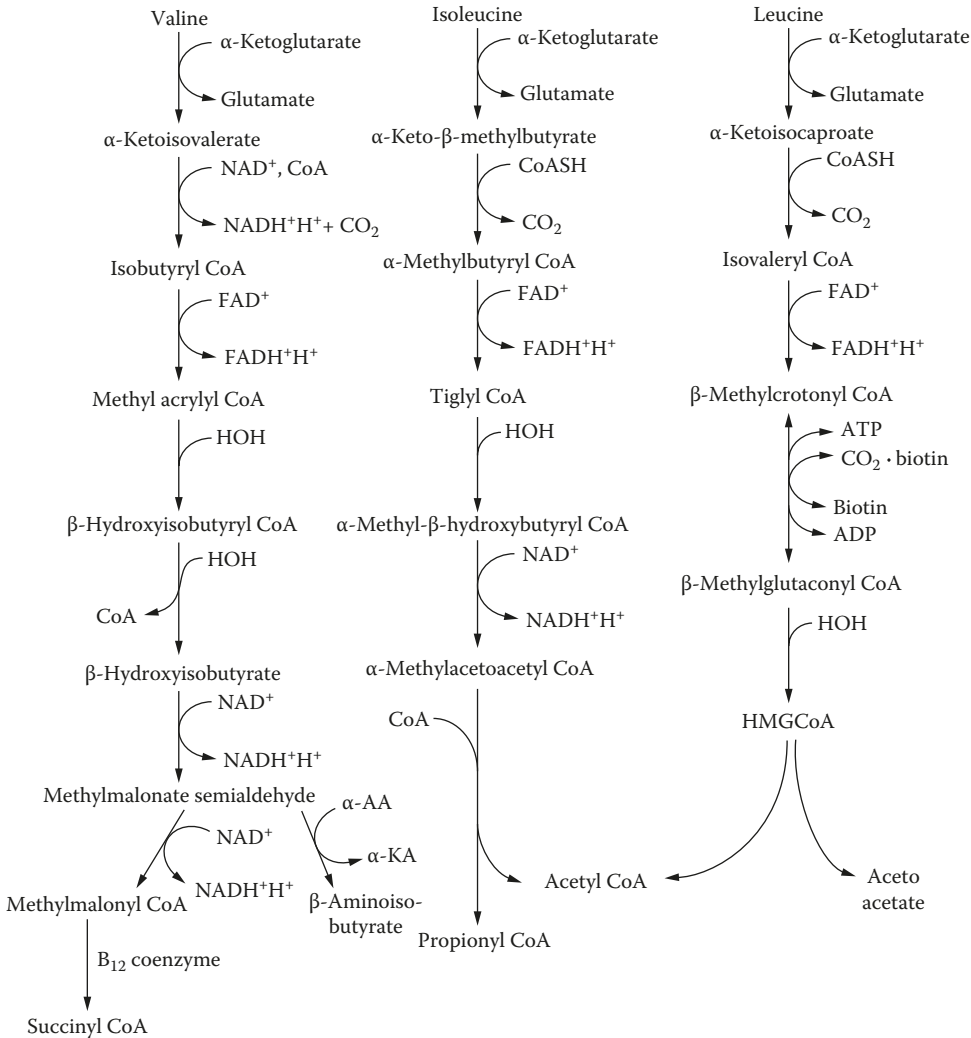 Valine
α-Ketoglutarate
Glutamate
α-Ketoisovalerate
NAD⁺, CoA
NADH⁺H⁺ + CO₂
Isobutyryl CoA
FAD⁺
FADH⁺H⁺
Methyl acrylyl CoA
HOH
β-Hydroxyisobutyryl CoA
HOH
CoA
β-Hydroxyisobutyrate
NAD⁺
NADH⁺H⁺
Methylmalonate semialdehyde
NAD⁺
NADH⁺H⁺
Methylmalonyl CoA
B₁₂ coenzyme
Succinyl CoA
α-AA
α-KA
β-Aminoiso-
butyrate
Isoleucine
α-Ketoglutarate
Glutamate
α-Keto-β-methylbutyrate
CoASH
CO₂
α-Methylbutyryl CoA
FAD⁺
FADH⁺H⁺
Tiglyl CoA
HOH
α-Methyl-β-hydroxybutyryl CoA
NAD⁺
NADH⁺H⁺
α-Methylacetoacetyl CoA
CoA
Acetyl CoA
Propionyl CoA
Leucine
α-Ketoglutarate
Glutamate
α-Ketoisocaproate
CoASH
CO₂
Isovaleryl CoA
FAD⁺
FADH⁺H⁺
β-Methylcrotonyl CoA
ATP
CO₂ · biotin
Biotin
ADP
β-Methylglutaconyl CoA
HOH
HMGCoA
Aceto
acetate